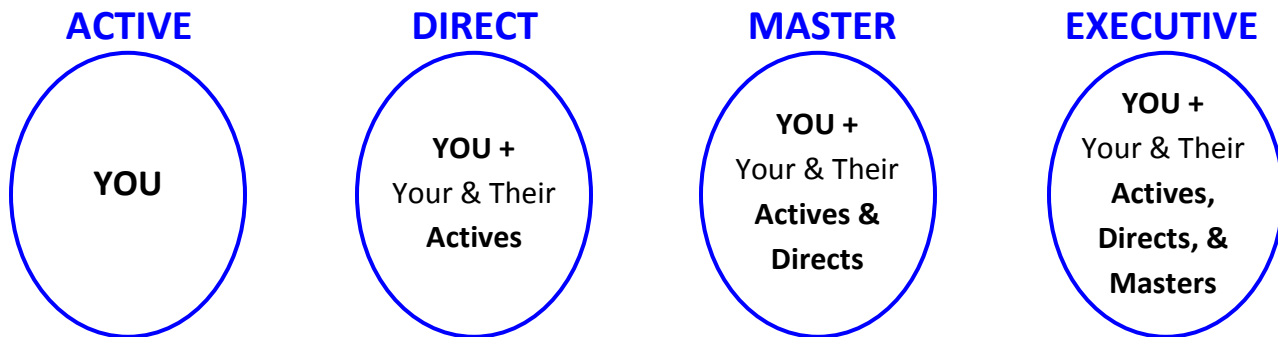 ACTIVE
YOU
DIRECT
YOU +
Your & Their
Actives
MASTER
YOU +
Your & Their
Actives &
Directs
EXECUTIVE
YOU +
Your & Their
Actives,
Directs, &
Masters